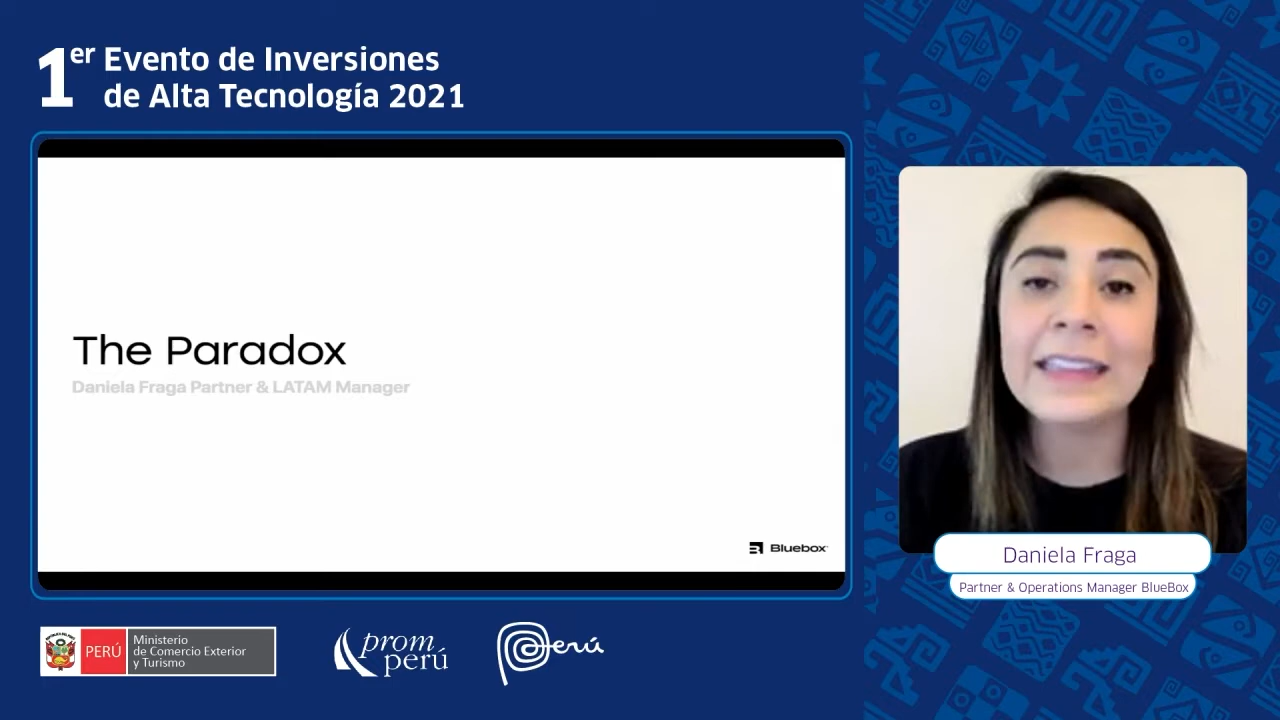 1er Evento de Inversiones
de Alta Tecnología 2021
The Paradox
Daniela Fraga Partner & LATAM Manager
Bluebox
Daniela Fraga
Partner & Operations Manager BlueBox
PERÚ
Ministerio
de Comercio Exterior
y Turismo
prom
perú
Perú